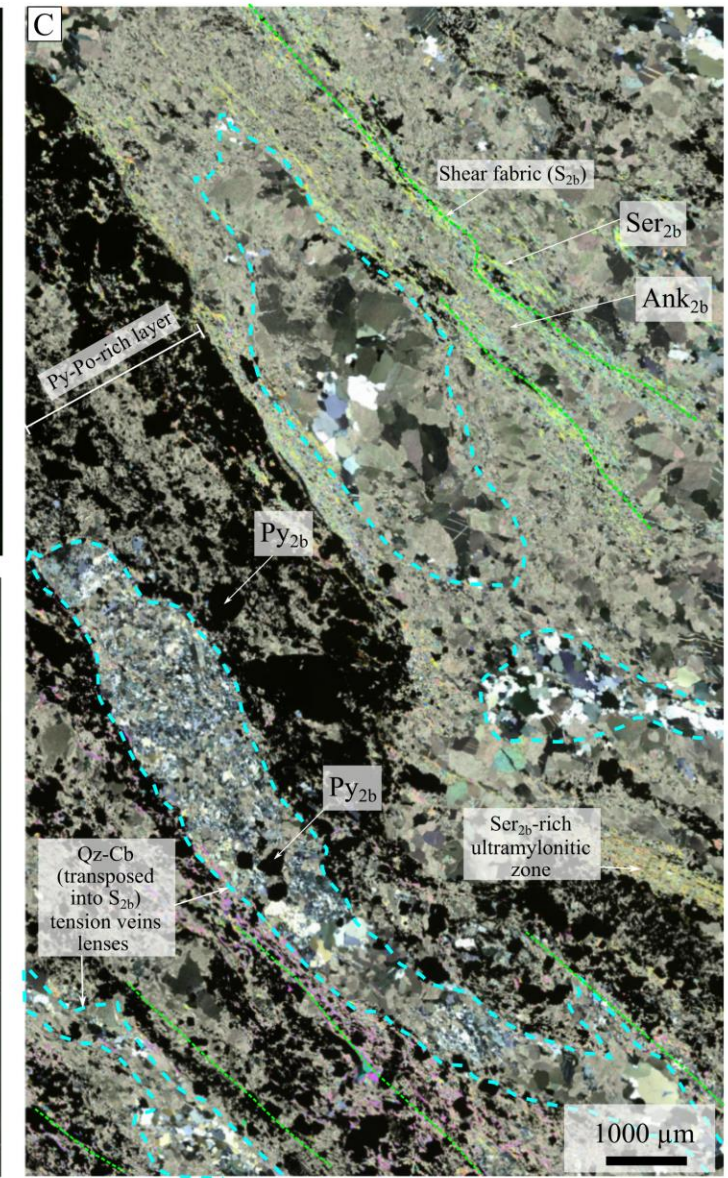 C
Shear fabric (S2b)
Ser2b
Ank2b
Py-Po-rich layer
Py2b
Py2b
Ser2b-rich
ultramylonitic
zone
Qz-Cb
(transposed
into S2b)
tension veins
lenses
1000 µm